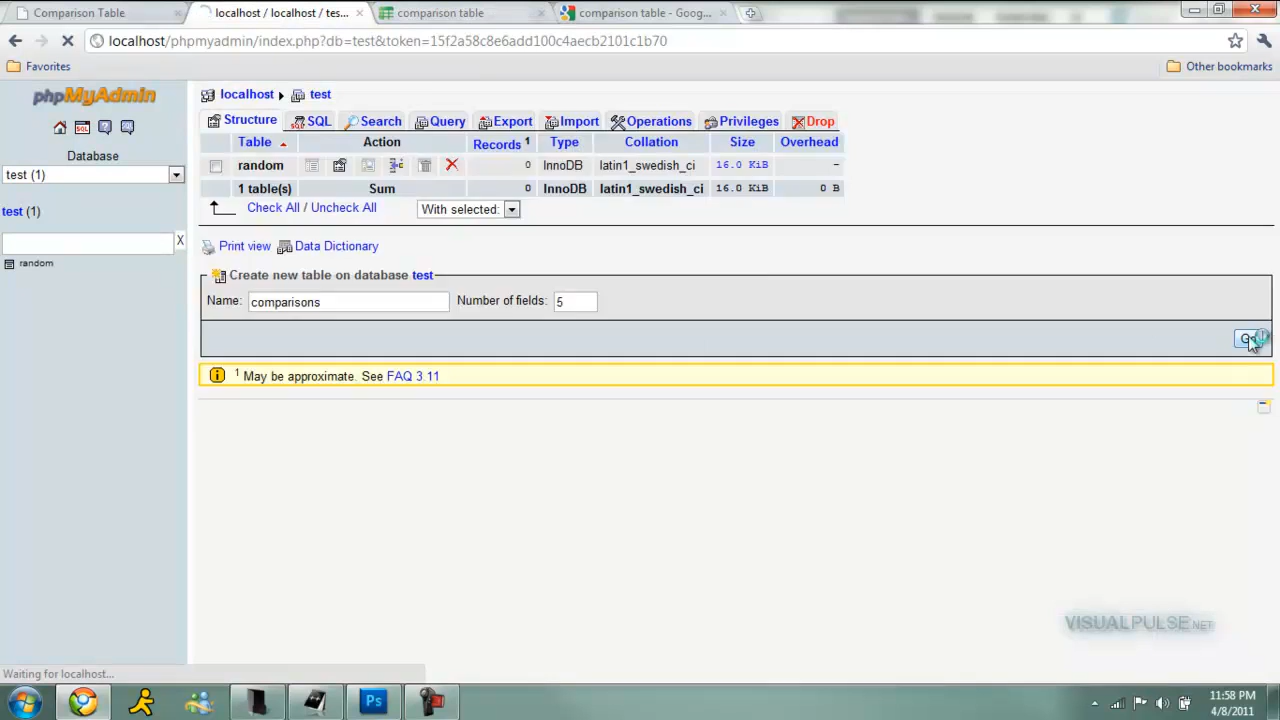 Comparison Table
localhost / localhost / tes...
comparison table
comparison table - Goog...
localhost/phpmyadmin/index.php?db=test&token=15f2a58c8e6add100c4aecb2101c1b70
Favorites
Other bookmarks
phpMyAdmin
SQL
Database
test (1)
test (1)
X
random
localhost
test
Structure
SQL
Search
Query
Export
Import
Operations
Privileges
Drop
Table Action Records 1 Type Collation Size Overhead
random 0 InnoDB latin1_swedish_ci 16.0 KiB -
1 table(s) Sum 0 InnoDB latin1_swedish_ci 16.0 KiB 0 B
Check All / Uncheck All
With selected:
Print view
Data Dictionary
Create new table on database test
Name: comparisons Number of fields: 5
1 May be approximate. See FAQ 3.11
VISUALPULSE.NET
Waiting for localhost...
Ps
11:58 PM
4/8/2011